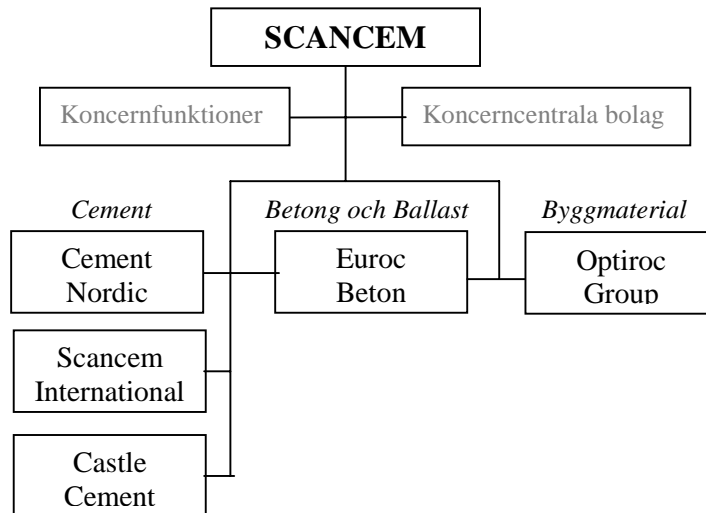 SCANCEM
Koncernfunktioner
Koncerncentrala bolag
Cement
Betong och Ballast
Byggmaterial
Cement
Nordic
Euroc
Beton
Optiroc
Group
Scancem
International
Castle
Cement